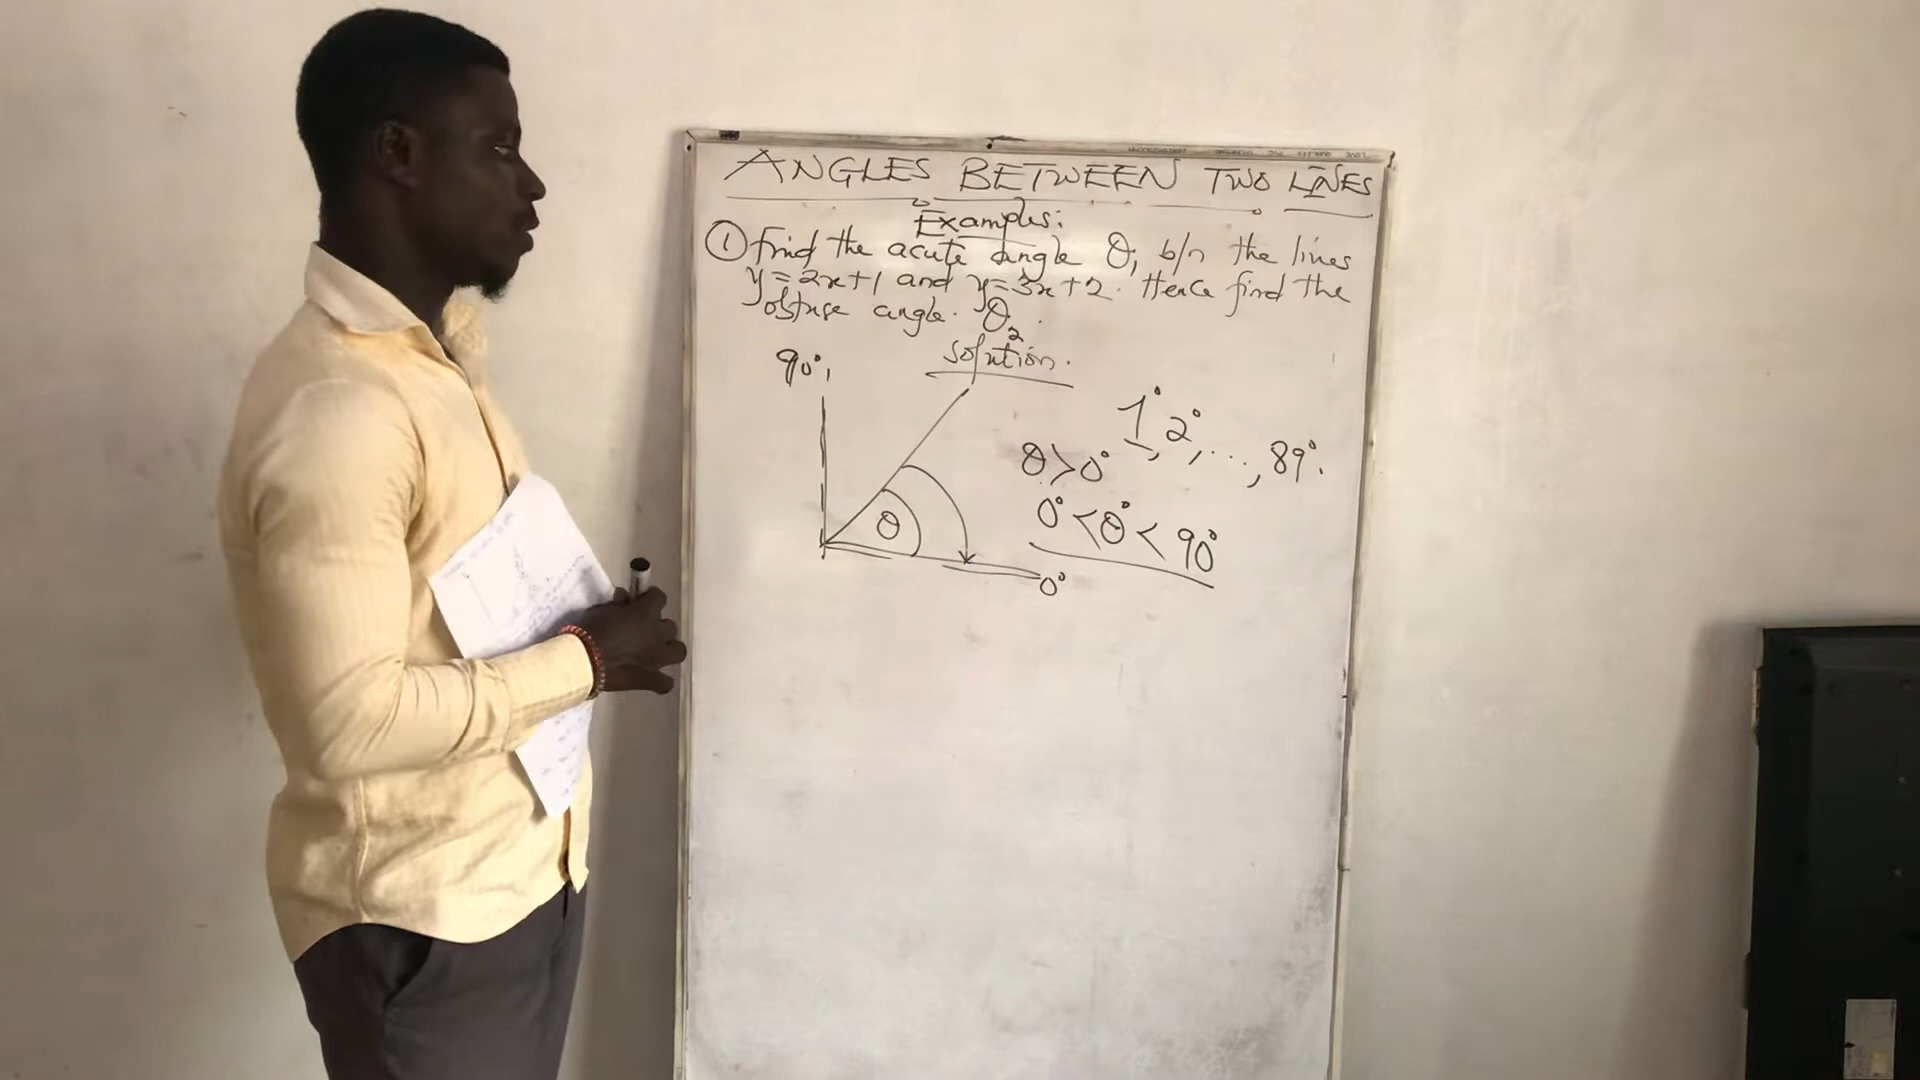 ANGLES BETWEEN TWO LINES
Examples:
① Find the acute angle θ, b/n the lines
y=2x+1 and y=3x+2. Hence find the
obtuse angle. θ₂.
Solution.
90°
1°, 2°, ..., 89°.
θ>0°
0°<θ°<90°
θ
0°